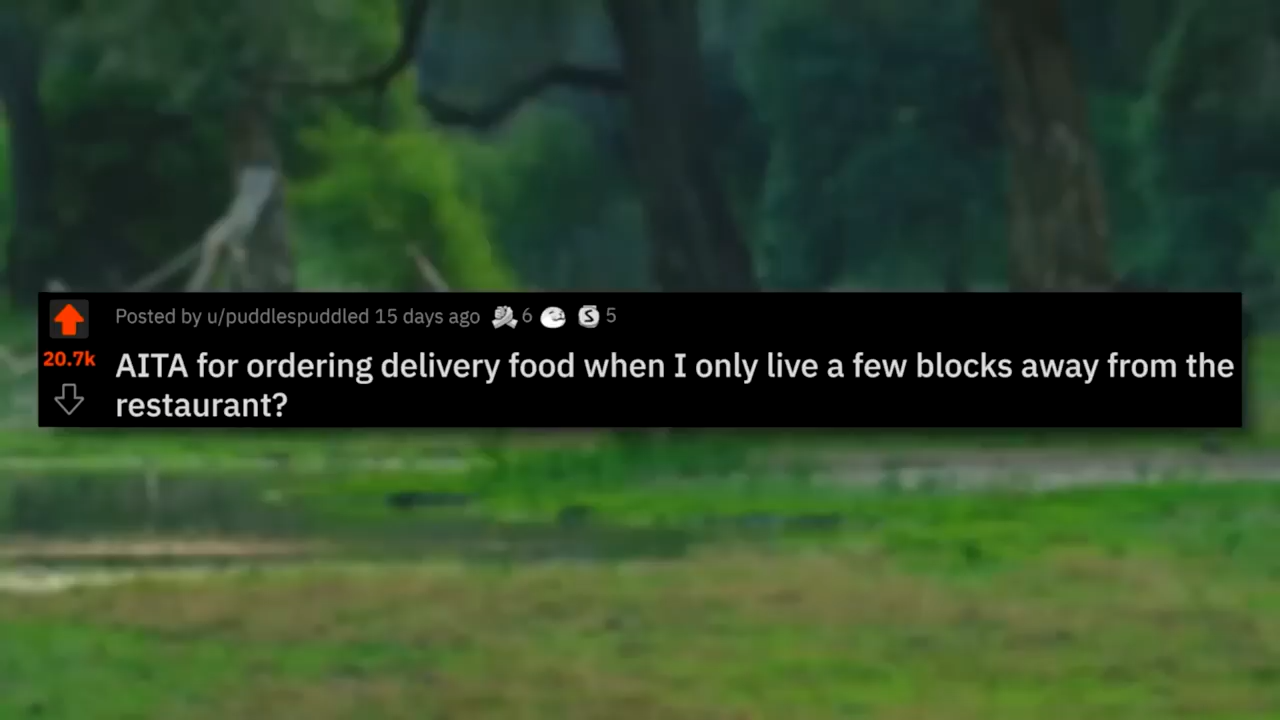 Posted by u/puddlespuddled 15 days ago 6 S 5
20.7k
AITA for ordering delivery food when I only live a few blocks away from the
restaurant?